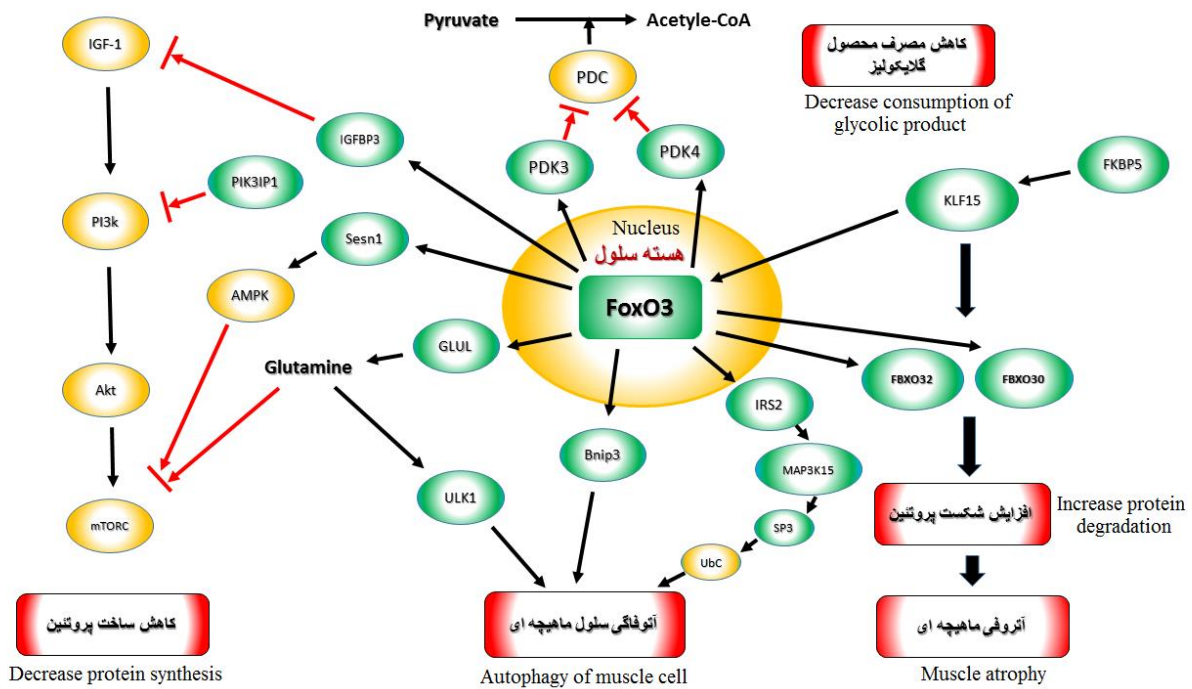 Pyruvate
Acetyle-CoA
IGF-1
PDC
کاهش مصرف محصول
گلایکولیز
Decrease consumption of
glycolic product
IGFBP3
PDK3
PDK4
FKBP5
PIK3IP1
KLF15
PI3k
Sesn1
Nucleus
هسته سلول
AMPK
FoxO3
GLUL
Glutamine
Akt
FBXO32
FBXO30
IRS2
Bnip3
MAP3K15
ULK1
mTORC
SP3
UbC
افزایش شکست پروتئین
Increase protein
degradation
کاهش ساخت پروتئین
Decrease protein synthesis
آتوفاگی سلول ماهیچه ای
Autophagy of muscle cell
آتروفی ماهیچه ای
Muscle atrophy